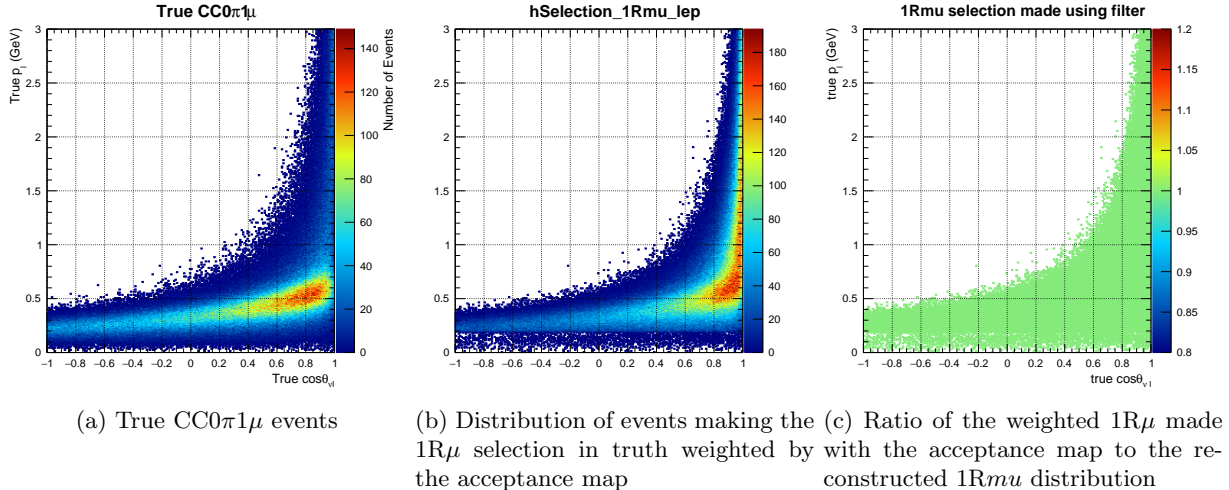 True CC0π1μ
hSelection_1Rmu_lep
1Rmu selection made using filter
True p_l (GeV)
3
2.5
2
1.5
1
0.5
0
−1 −0.8 −0.6 −0.4 −0.2 0 0.2 0.4 0.6 0.8 1
True cosθ_νl
140
120
100
80
60
40
20
0
Number of Events
3
2.5
2
1.5
1
0.5
0
−1 −0.8 −0.6 −0.4 −0.2 0 0.2 0.4 0.6 0.8 1
180
160
140
120
100
80
60
40
20
0
true p_l (GeV)
3
2.5
2
1.5
1
0.5
0
−1 −0.8 −0.6 −0.4 −0.2 0 0.2 0.4 0.6 0.8 1
true cosθ_νl
1.2
1.15
1.1
1.05
1
0.95
0.9
0.85
0.8
(a) True CC0π1μ events
(b) Distribution of events making the
1Rμ selection in truth weighted by
the acceptance map
(c) Ratio of the weighted 1Rμ made
with the acceptance map to the re-
constructed 1Rmu distribution